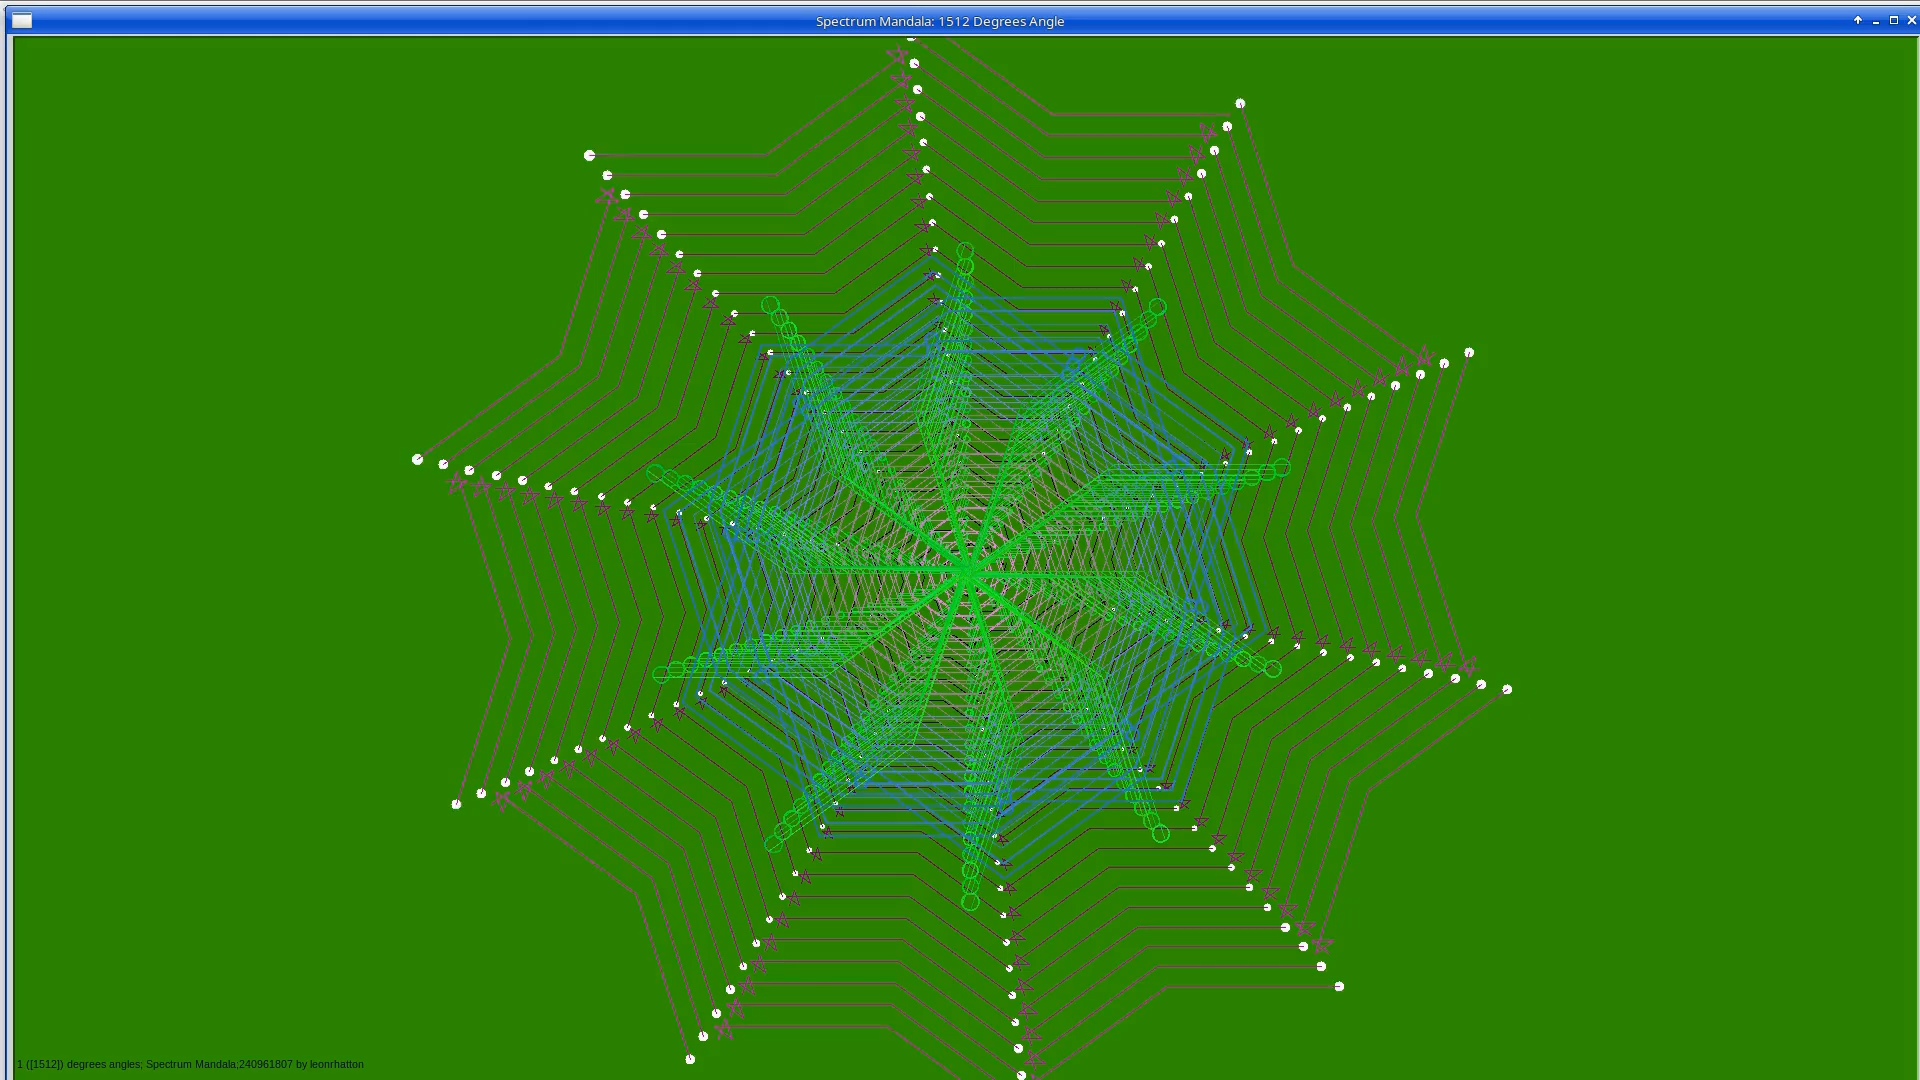 Spectrum Mandala: 1512 Degrees Angle
1 ([1512]) degrees angles; Spectrum Mandala;240961807 by leonrhatton